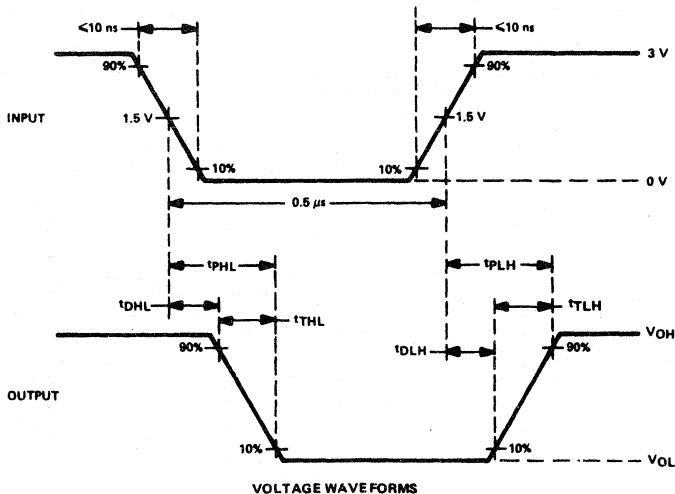 ≤10 ns ≤10 ns
90% 90% 3 V
INPUT 1.5 V 1.5 V
10% 10%
0 V
0.5 μs
tPHL tPLH
tDHL tTHL tTLH
VOH
90% tDLH 90%
OUTPUT
10% 10%
VOL
VOLTAGE WAVEFORMS